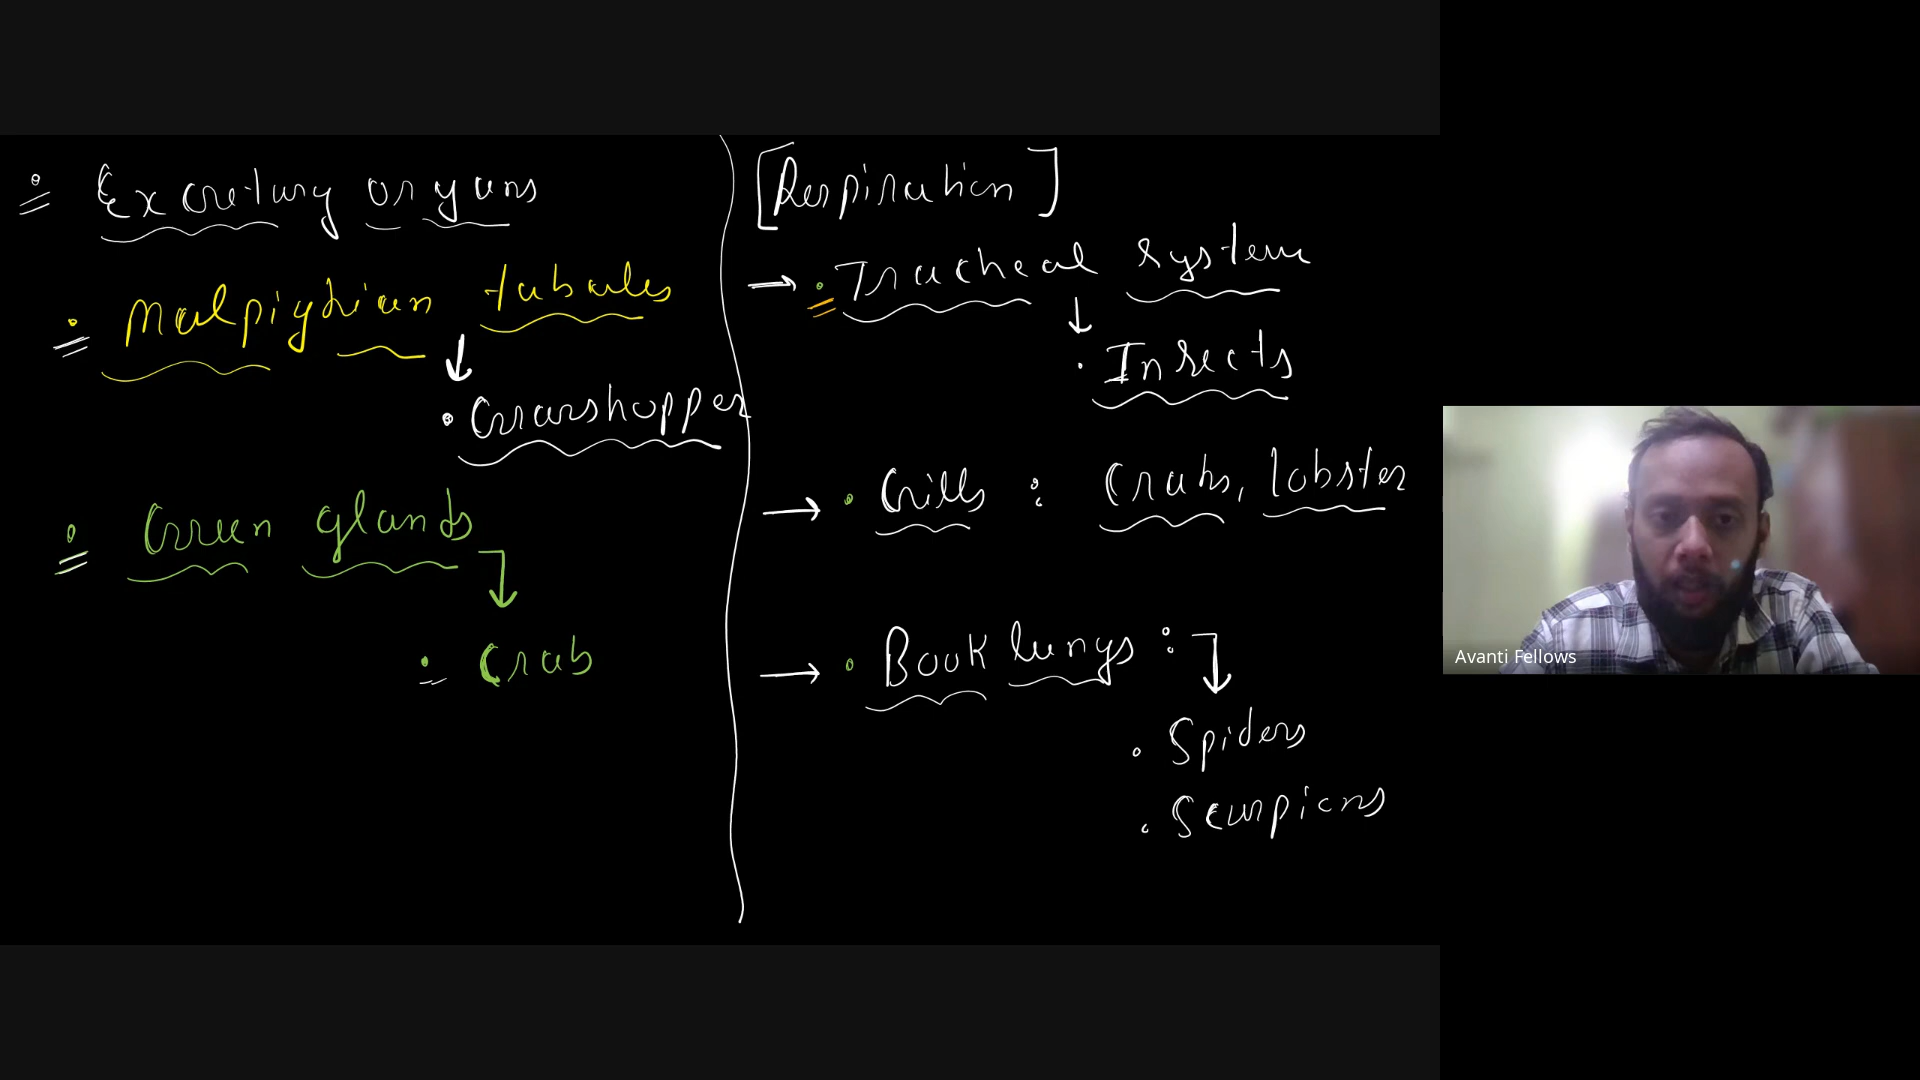 Excretory organs
Malpighian tubules
Grasshopper
Green glands
Crab
[Respiration]
Tracheal system
Insects
Gills : Crabs, lobster
Book lungs :
Spiders
Scorpions
Avanti Fellows